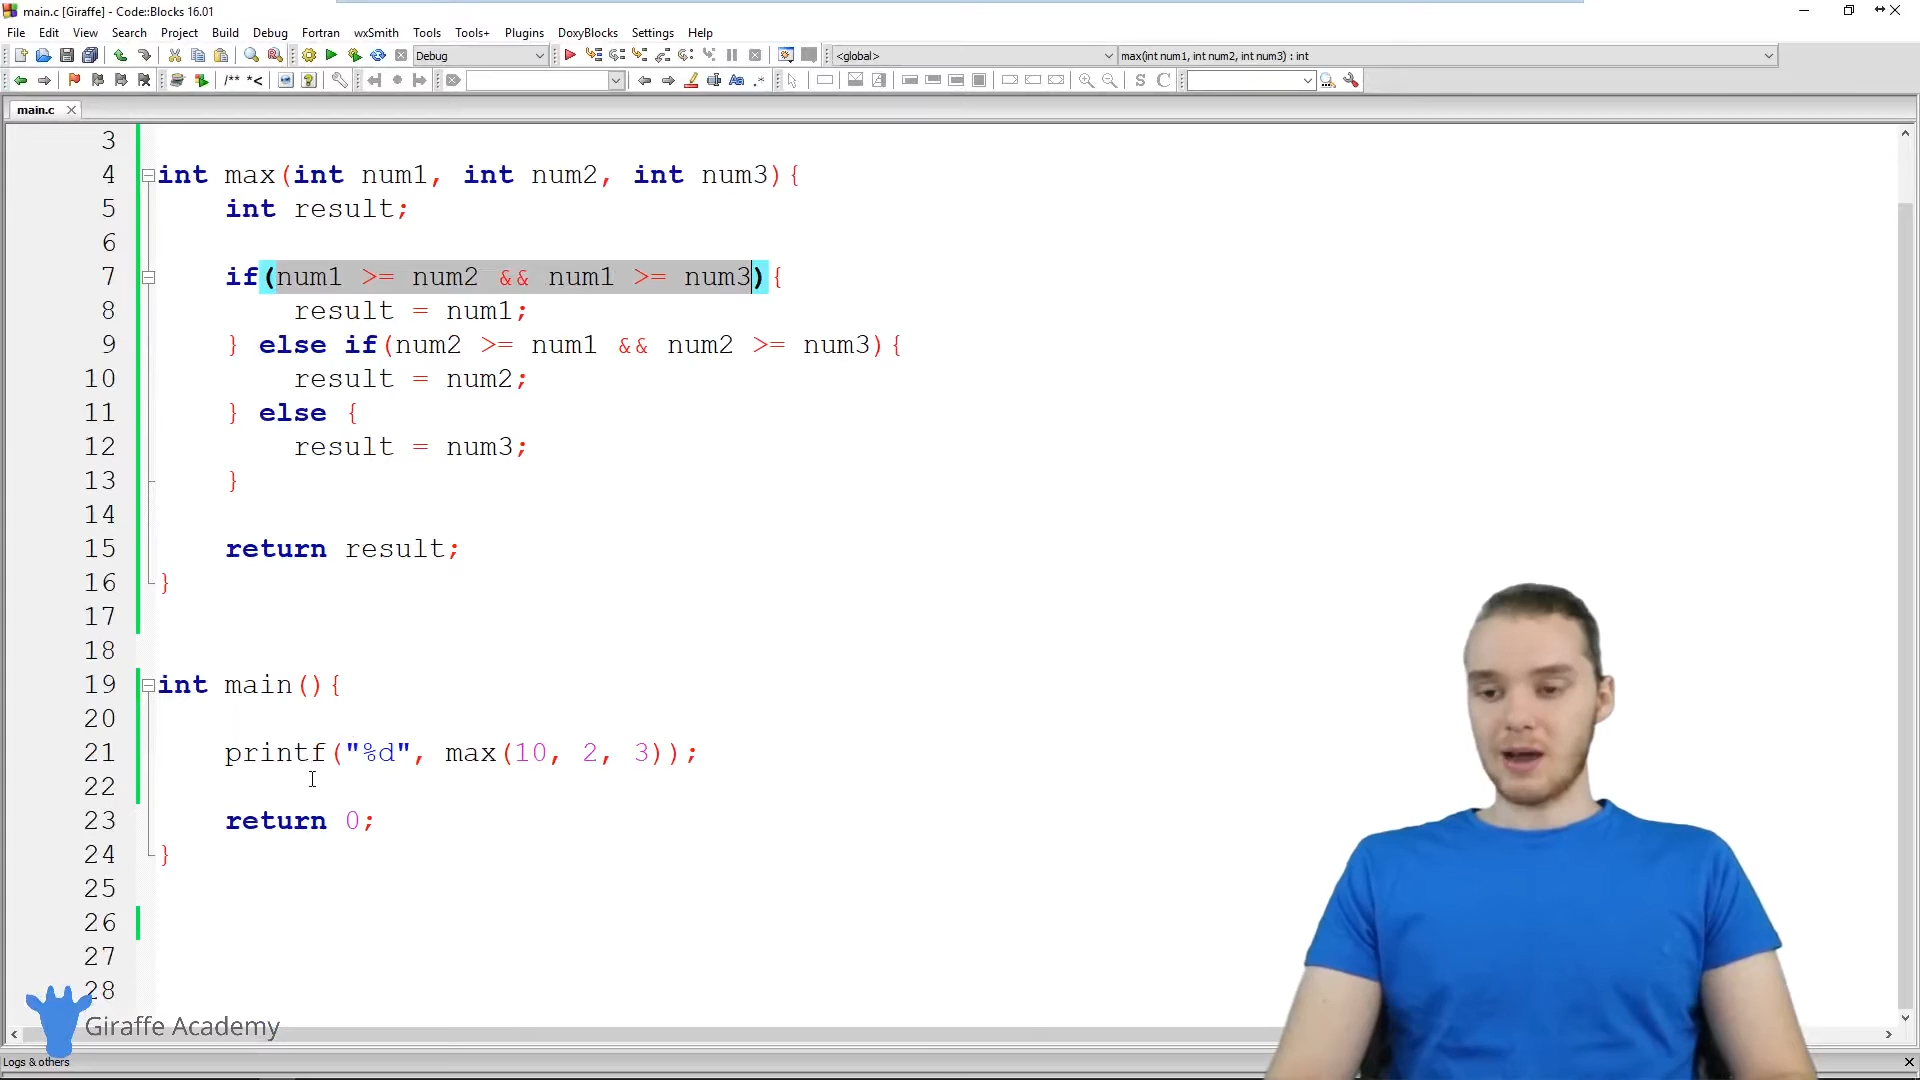 main.c [Giraffe] - Code::Blocks 16.01
File Edit View Search Project Build Debug Fortran wxSmith Tools Tools+ Plugins DoxyBlocks Settings Help
Debug <global> max(int num1, int num2, int num3) : int
/** *< Aa .* S C
main.c
3
4 int max(int num1, int num2, int num3){
5 int result;
6
7 if(num1 >= num2 && num1 >= num3){
8 result = num1;
9 } else if(num2 >= num1 && num2 >= num3){
10 result = num2;
11 } else {
12 result = num3;
13 }
14
15 return result;
16 }
17
18
19 int main(){
20
21 printf("%d", max(10, 2, 3));
22
23 return 0;
24 }
25
26
27
28
Giraffe Academy
Logs & others